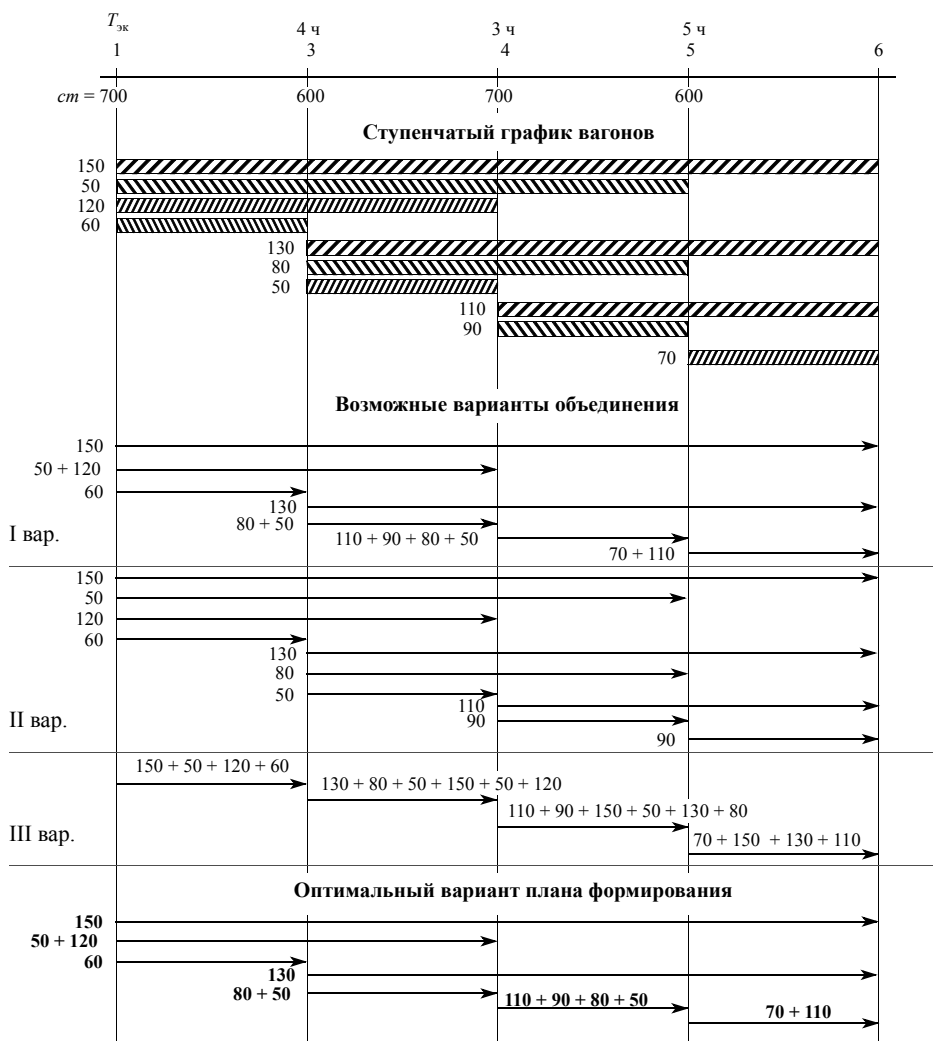 Tэк 4 ч 3 ч 5 ч
1 3 4 5 6
cm = 700 600 700 600
Ступенчатый график вагонов
150
50
120
60
130
80
50
110
90
70
Возможные варианты объединения
150
50 + 120
60
130
80 + 50
I вар.
110 + 90 + 80 + 50
70 + 110
150
50
120
60
130
80
50
110
II вар.
90
90
150 + 50 + 120 + 60
130 + 80 + 50 + 150 + 50 + 120
110 + 90 + 150 + 50 + 130 + 80
III вар.
70 + 150 + 130 + 110
Оптимальный вариант плана формирования
150
50 + 120
60
130
80 + 50
110 + 90 + 80 + 50
70 + 110